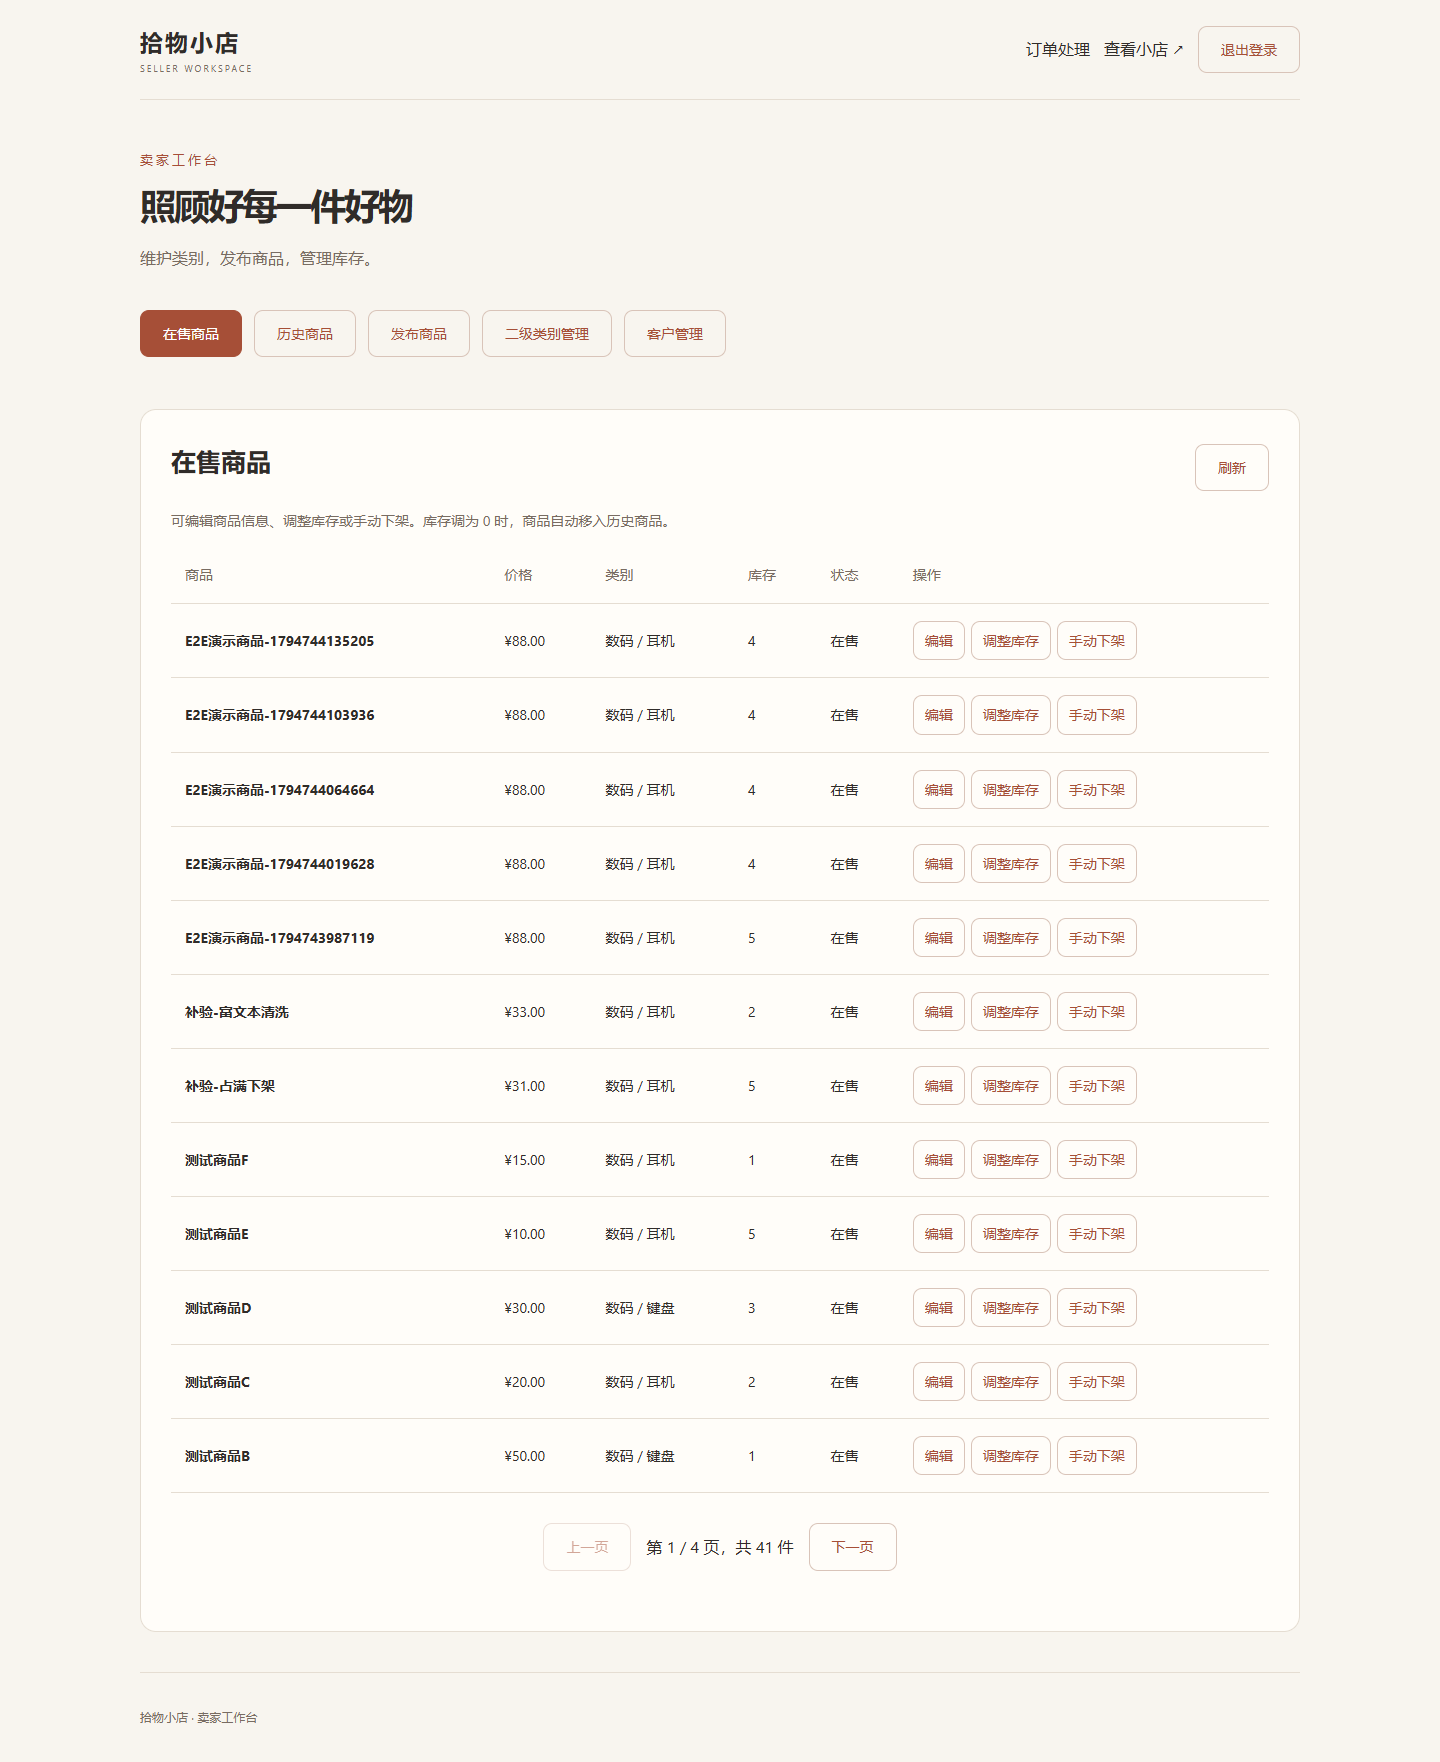 拾物小店
SELLER WORKSPACE
订单处理 查看小店 ↗ 退出登录
卖家工作台
照顾好每一件好物
维护类别，发布商品，管理库存。
在售商品 历史商品 发布商品 二级类别管理 客户管理
在售商品
刷新
可编辑商品信息、调整库存或手动下架。库存调为 0 时，商品自动移入历史商品。
商品 价格 类别 库存 状态 操作
E2E演示商品-1794744135205 ¥88.00 数码 / 耳机 4 在售 编辑 调整库存 手动下架
E2E演示商品-1794744103936 ¥88.00 数码 / 耳机 4 在售 编辑 调整库存 手动下架
E2E演示商品-1794744064664 ¥88.00 数码 / 耳机 4 在售 编辑 调整库存 手动下架
E2E演示商品-1794744019628 ¥88.00 数码 / 耳机 4 在售 编辑 调整库存 手动下架
E2E演示商品-1794743987119 ¥88.00 数码 / 耳机 5 在售 编辑 调整库存 手动下架
补验-富文本清洗 ¥33.00 数码 / 耳机 2 在售 编辑 调整库存 手动下架
补验-占满下架 ¥31.00 数码 / 耳机 5 在售 编辑 调整库存 手动下架
测试商品F ¥15.00 数码 / 耳机 1 在售 编辑 调整库存 手动下架
测试商品E ¥10.00 数码 / 耳机 5 在售 编辑 调整库存 手动下架
测试商品D ¥30.00 数码 / 键盘 3 在售 编辑 调整库存 手动下架
测试商品C ¥20.00 数码 / 耳机 2 在售 编辑 调整库存 手动下架
测试商品B ¥50.00 数码 / 键盘 1 在售 编辑 调整库存 手动下架
上一页 第 1 / 4 页，共 41 件 下一页
拾物小店 · 卖家工作台